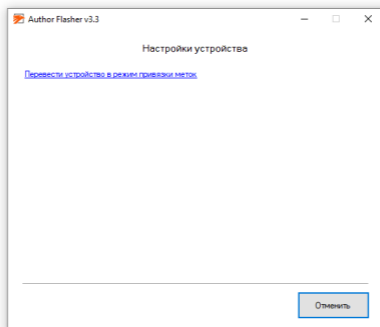 Author Flasher v3.3
Настройки устройства
Перевести устройство в режим привязки меток
Отменить